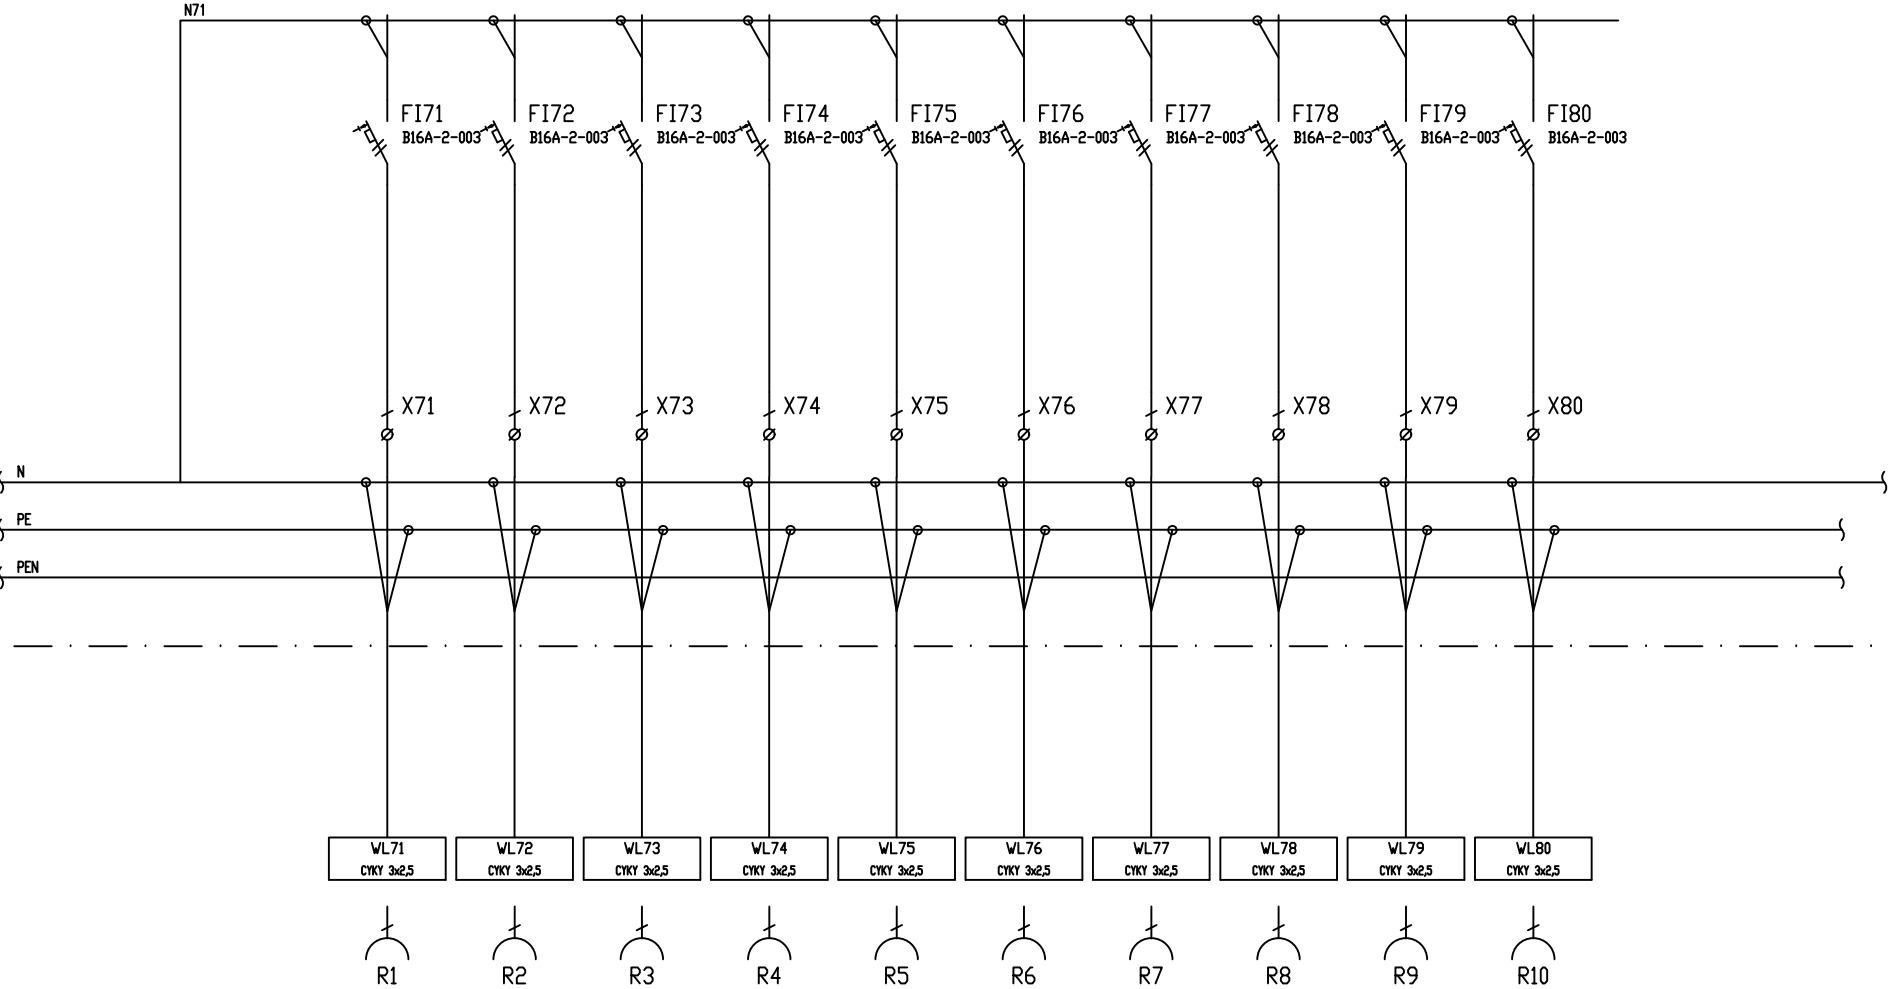 N71
FI71 FI72 FI73 FI74 FI75 FI76 FI77 FI78 FI79 FI80
B16A-2-003 B16A-2-003 B16A-2-003 B16A-2-003 B16A-2-003 B16A-2-003 B16A-2-003 B16A-2-003 B16A-2-003 B16A-2-003
X71 X72 X73 X74 X75 X76 X77 X78 X79 X80
N
PE
PEN
WL71 WL72 WL73 WL74 WL75 WL76 WL77 WL78 WL79 WL80
CYKY 3x2,5 CYKY 3x2,5 CYKY 3x2,5 CYKY 3x2,5 CYKY 3x2,5 CYKY 3x2,5 CYKY 3x2,5 CYKY 3x2,5 CYKY 3x2,5 CYKY 3x2,5
R1 R2 R3 R4 R5 R6 R7 R8 R9 R10